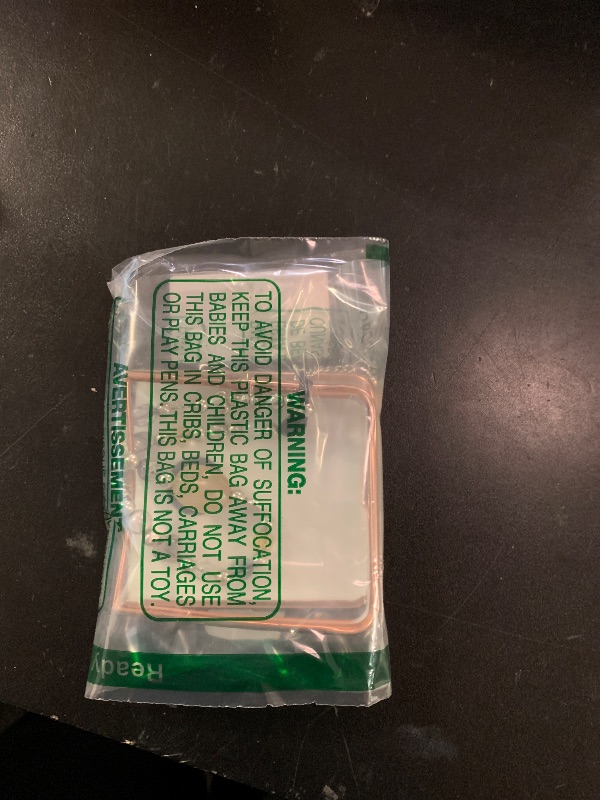 WARNING:
TO AVOID DANGER OF SUFFOCATION,
KEEP THIS PLASTIC BAG AWAY FROM
BABIES AND CHILDREN, DO NOT USE
THIS BAG IN CRIBS, BEDS, CARRIAGES
OR PLAY PENS. THIS BAG IS NOT A TOY.
AVERTISSEMENT
Ready